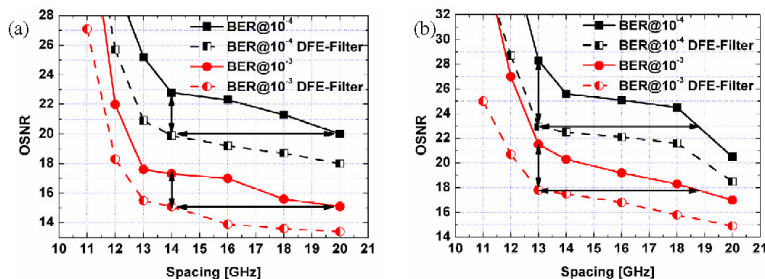 (a)
28
26
24
22
20
18
16
14
OSNR
BER@10⁻⁴
BER@10⁻⁴ DFE-Filter
BER@10⁻³
BER@10⁻³ DFE-Filter
10 11 12 13 14 15 16 17 18 19 20 21
Spacing [GHz]
(b)
32
30
28
26
24
22
20
18
16
14
OSNR
BER@10⁻⁴
BER@10⁻⁴ DFE-Filter
BER@10⁻³
BER@10⁻³ DFE-Filter
10 11 12 13 14 15 16 17 18 19 20 21
Spacing [GHz]